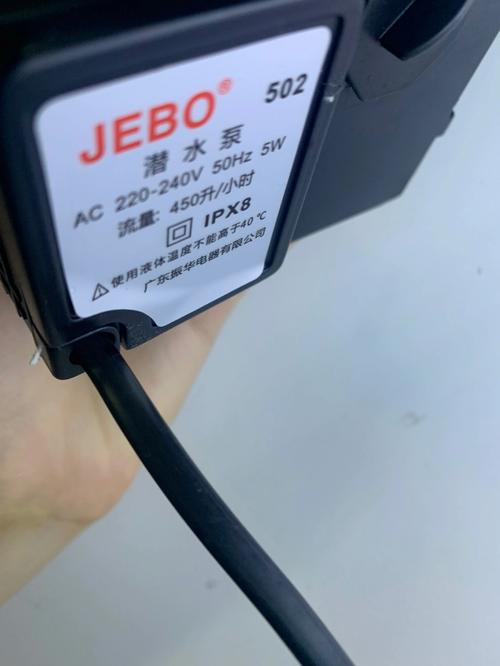 JEBO® 502
潜水泵
AC 220-240V 50Hz 5W
流量: 450升/小时
IPX8
使用液体温度不能高于40℃
广东振华电器有限公司